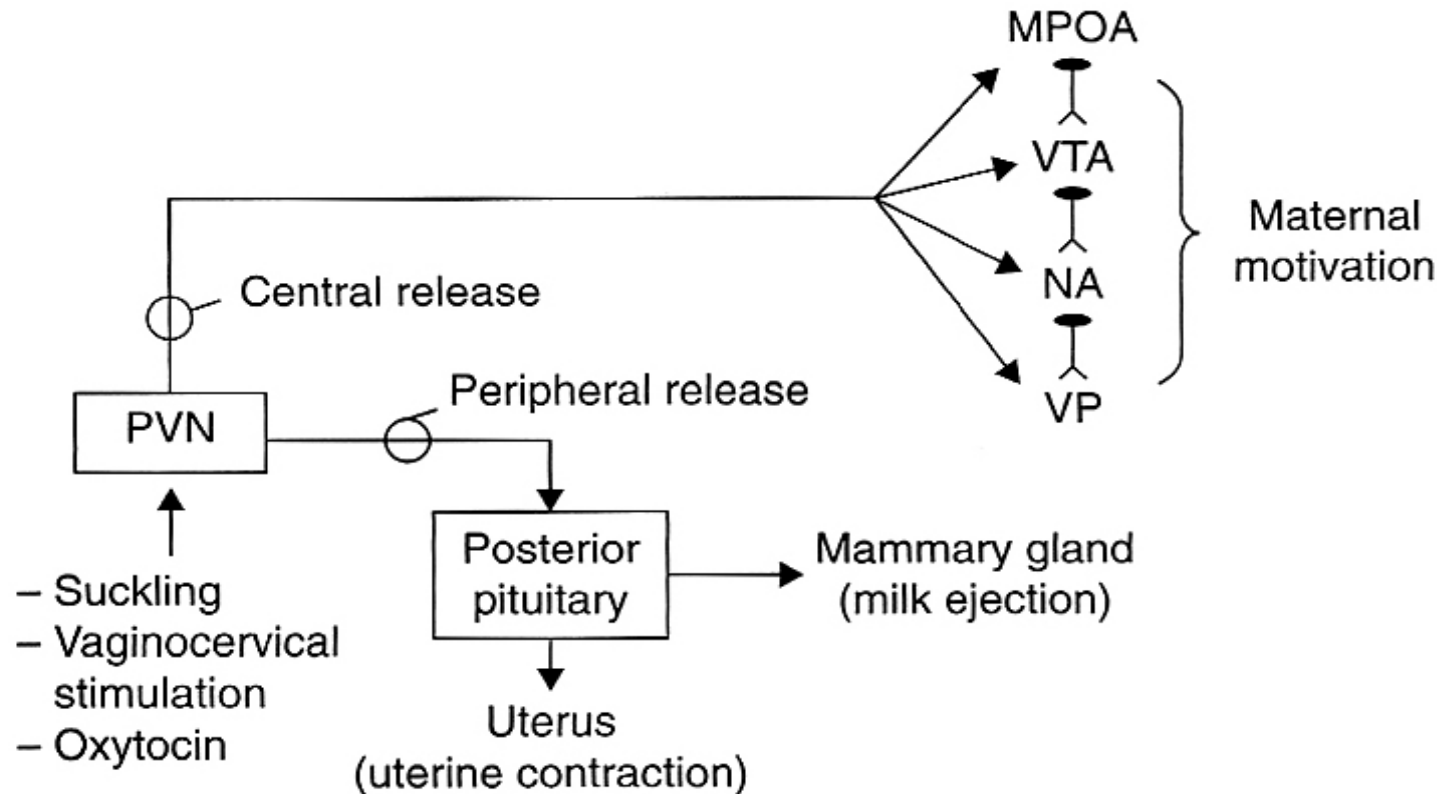 MPOA
VTA
NA
VP
Maternal
motivation
Central release
Peripheral release
PVN
Posterior
pituitary
Mammary gland
(milk ejection)
– Suckling
– Vaginocervical
stimulation
– Oxytocin
Uterus
(uterine contraction)